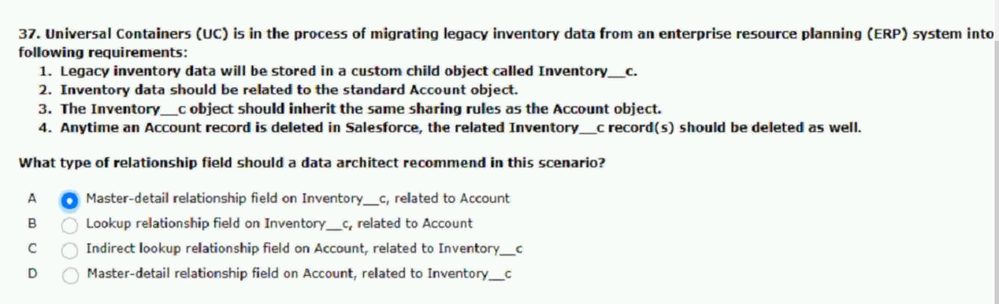 37. Universal Containers (UC) is in the process of migrating legacy inventory data from an enterprise resource planning (ERP) system into
following requirements:
1. Legacy inventory data will be stored in a custom child object called Inventory__c.
2. Inventory data should be related to the standard Account object.
3. The Inventory__c object should inherit the same sharing rules as the Account object.
4. Anytime an Account record is deleted in Salesforce, the related Inventory__c record(s) should be deleted as well.
What type of relationship field should a data architect recommend in this scenario?
A Master-detail relationship field on Inventory__c, related to Account
B Lookup relationship field on Inventory__c, related to Account
C Indirect lookup relationship field on Account, related to Inventory__c
D Master-detail relationship field on Account, related to Inventory__c